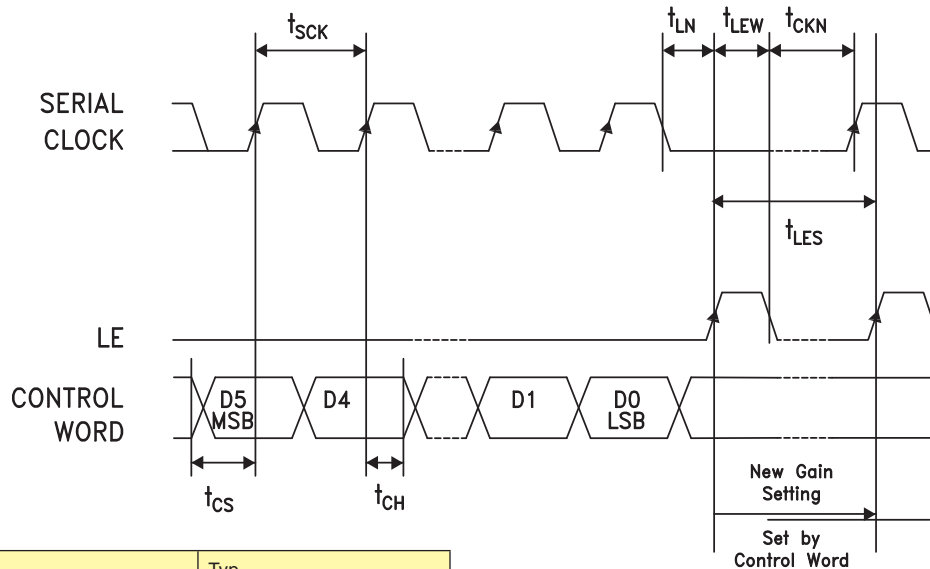 tSCK
tLN tLEW tCKN
SERIAL
CLOCK
tLES
LE
CONTROL
WORD
D5
MSB
D4
D1
D0
LSB
tCS
tCH
New Gain
Setting
Set by
Control Word
Typ